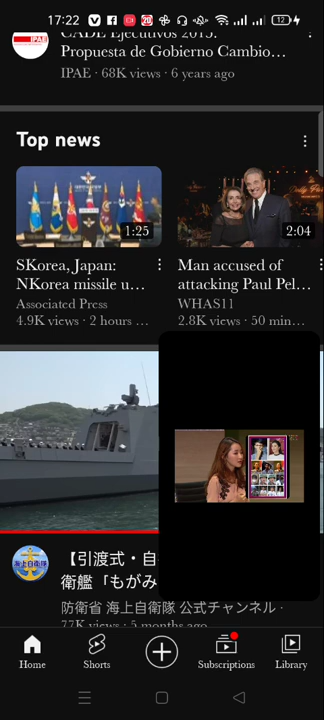 17:22
12
IPAE
CADE Ejecutivos 2015:
Propuesta de Gobierno Cambio...
IPAE · 68K views · 6 years ago
Top news
1:25
2:04
SKorea, Japan:
NKorea missile u...
Associated Press
4.9K views · 2 hours ...
Man accused of
attacking Paul Pel...
WHAS11
2.8K views · 50 min...
【引渡式・自
衛艦「もがみ
防衛省 海上自衛隊 公式チャンネル ·
77K views · 5 months ago
Home
Shorts
Subscriptions
Library